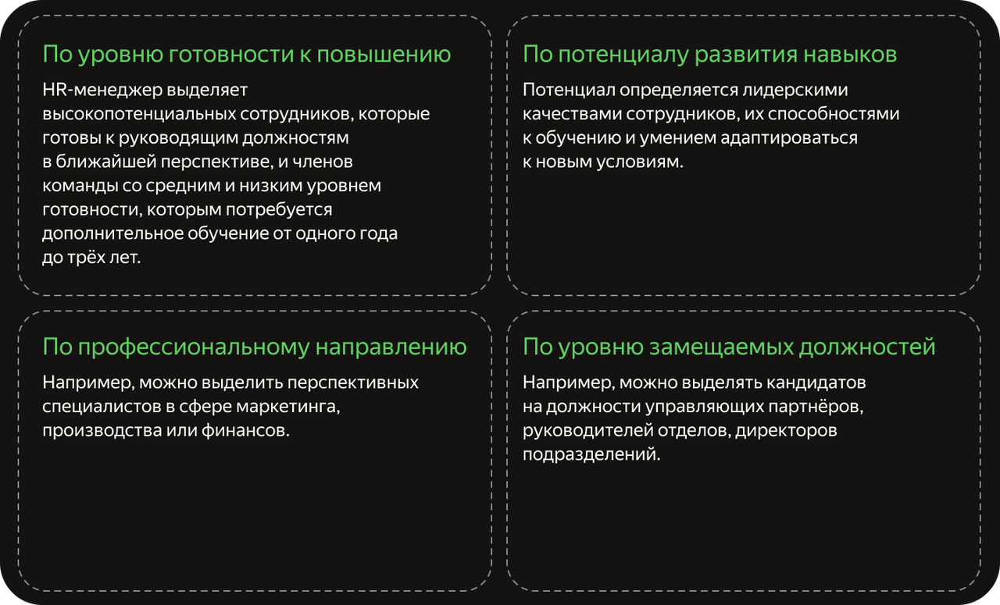 По уровню готовности к повышению
HR-менеджер выделяет
высокопотенциальных сотрудников, которые
готовы к руководящим должностям
в ближайшей перспективе, и членов
команды со средним и низким уровнем
готовности, которым потребуется
дополнительное обучение от одного года
до трёх лет.
По потенциалу развития навыков
Потенциал определяется лидерскими
качествами сотрудников, их способностями
к обучению и умением адаптироваться
к новым условиям.
По профессиональному направлению
Например, можно выделить перспективных
специалистов в сфере маркетинга,
производства или финансов.
По уровню замещаемых должностей
Например, можно выделять кандидатов
на должности управляющих партнёров,
руководителей отделов, директоров
подразделений.